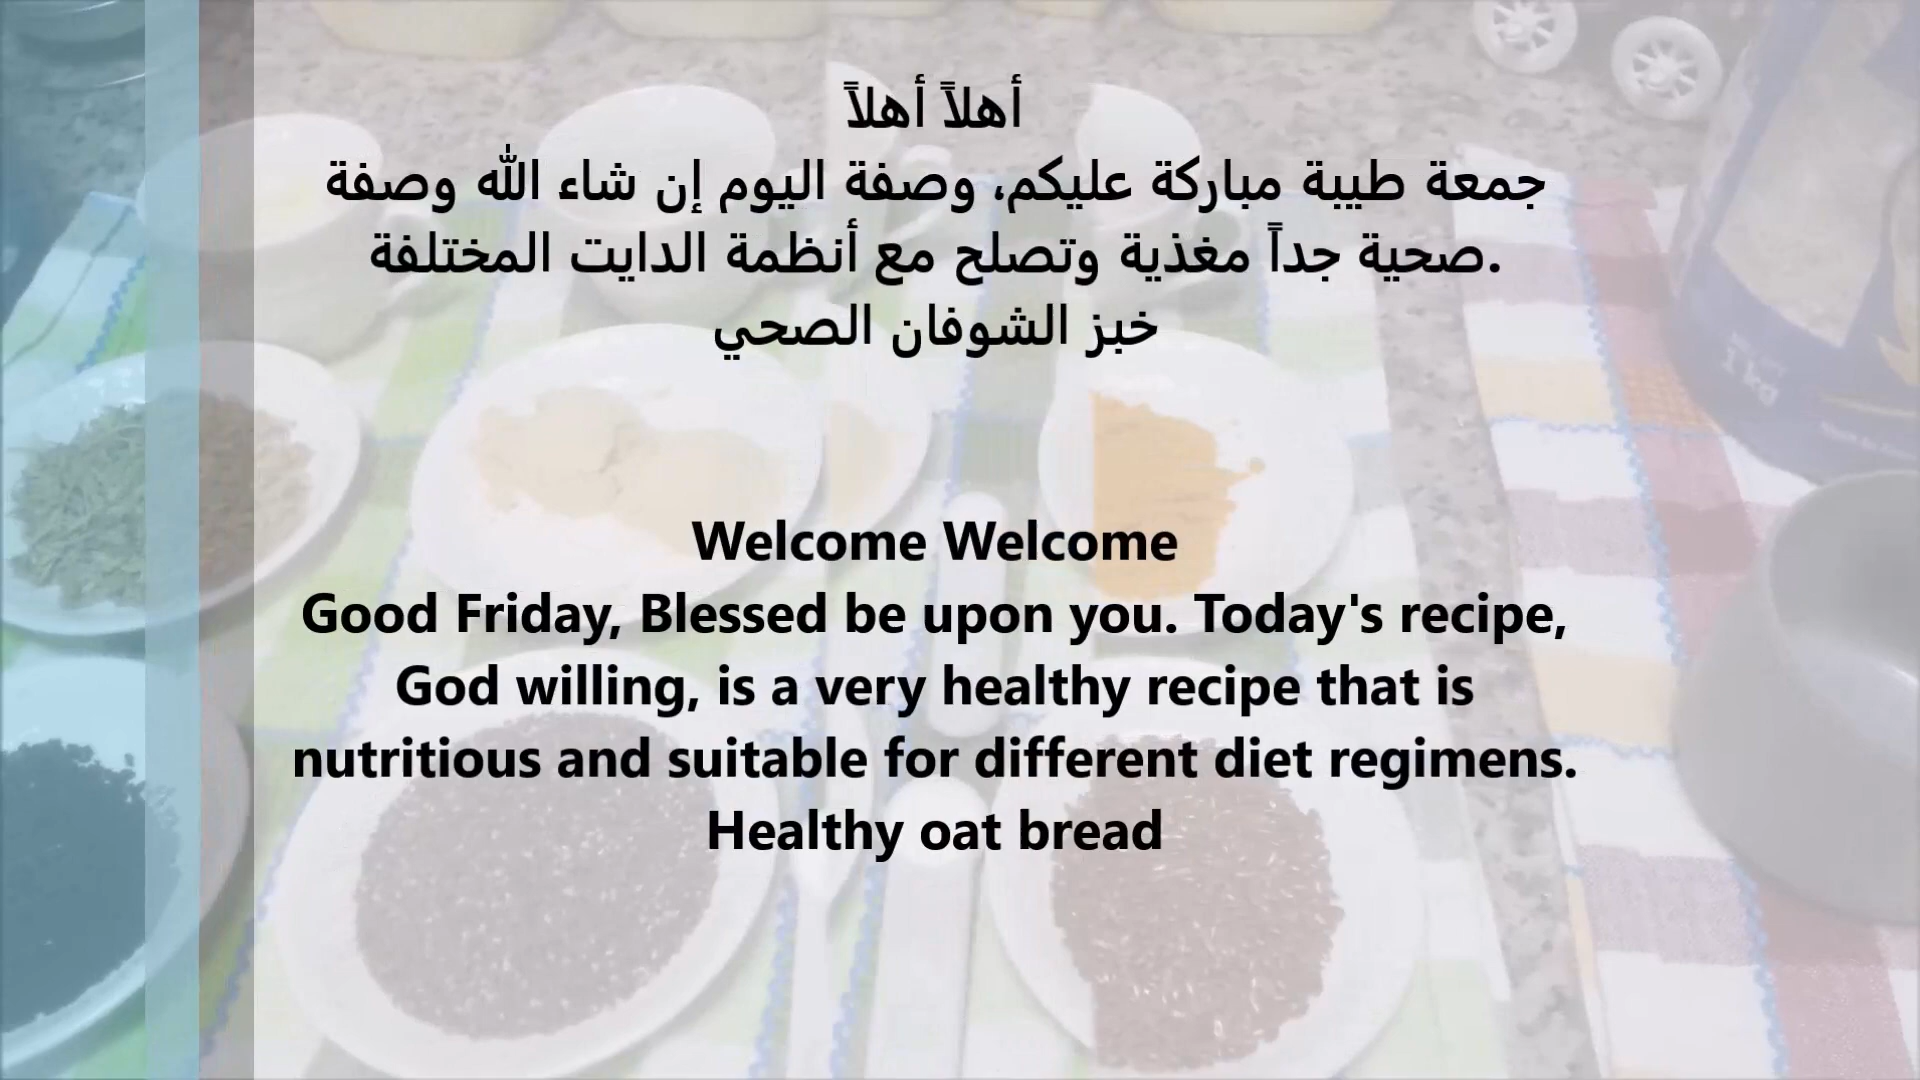 أهلاً أهلاً
جمعة طيبة مباركة عليكم، وصفة اليوم إن شاء الله وصفة
صحية جداً مغذية وتصلح مع أنظمة الدايت المختلفة.
خبز الشوفان الصحي
Welcome Welcome
Good Friday, Blessed be upon you. Today's recipe,
God willing, is a very healthy recipe that is
nutritious and suitable for different diet regimens.
Healthy oat bread
1 kg